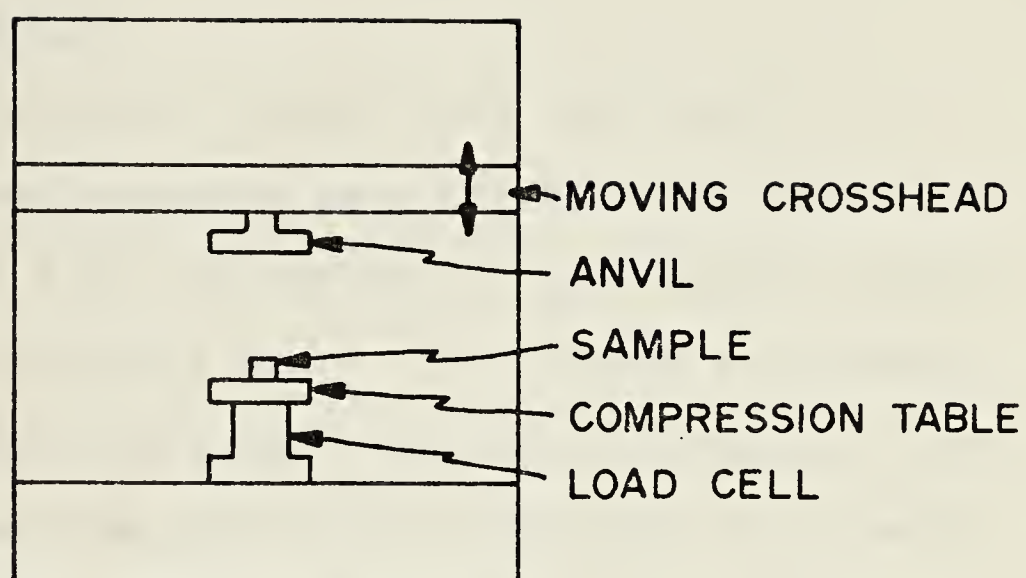 MOVING CROSSHEAD
ANVIL
SAMPLE
COMPRESSION TABLE
LOAD CELL